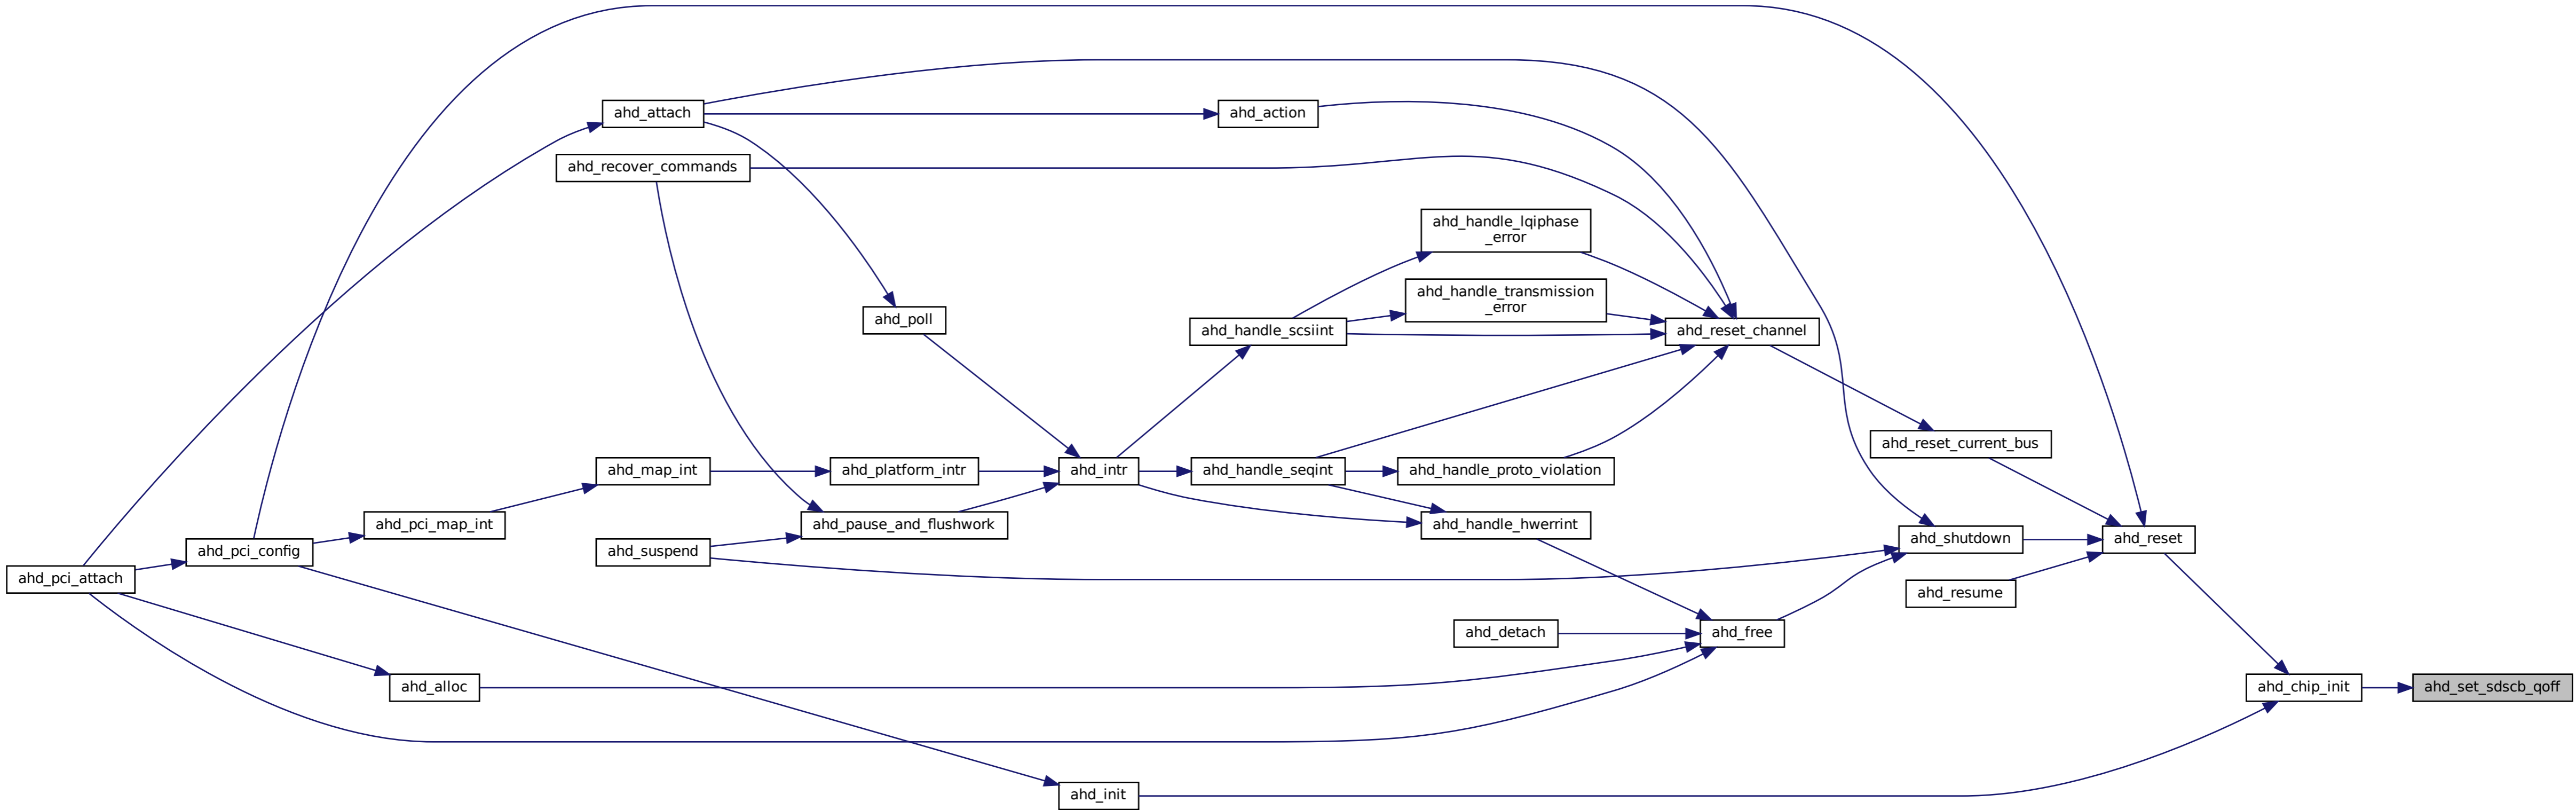 ahd_attach
ahd_action
ahd_recover_commands
ahd_handle_lqiphase
_error
ahd_handle_transmission
_error
ahd_poll
ahd_handle_scsiint
ahd_reset_channel
ahd_reset_current_bus
ahd_map_int
ahd_platform_intr
ahd_intr
ahd_handle_seqint
ahd_handle_proto_violation
ahd_pci_map_int
ahd_pause_and_flushwork
ahd_handle_hwerrint
ahd_shutdown
ahd_reset
ahd_pci_config
ahd_suspend
ahd_pci_attach
ahd_resume
ahd_detach
ahd_free
ahd_alloc
ahd_chip_init
ahd_set_sdscb_qoff
ahd_init